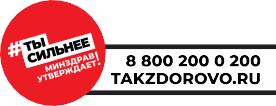 #ТЫ
СИЛЬНЕЕ
МИНЗДРАВ
УТВЕРЖДАЕТ!
8 800 200 0 200
TAKZDOROVO.RU